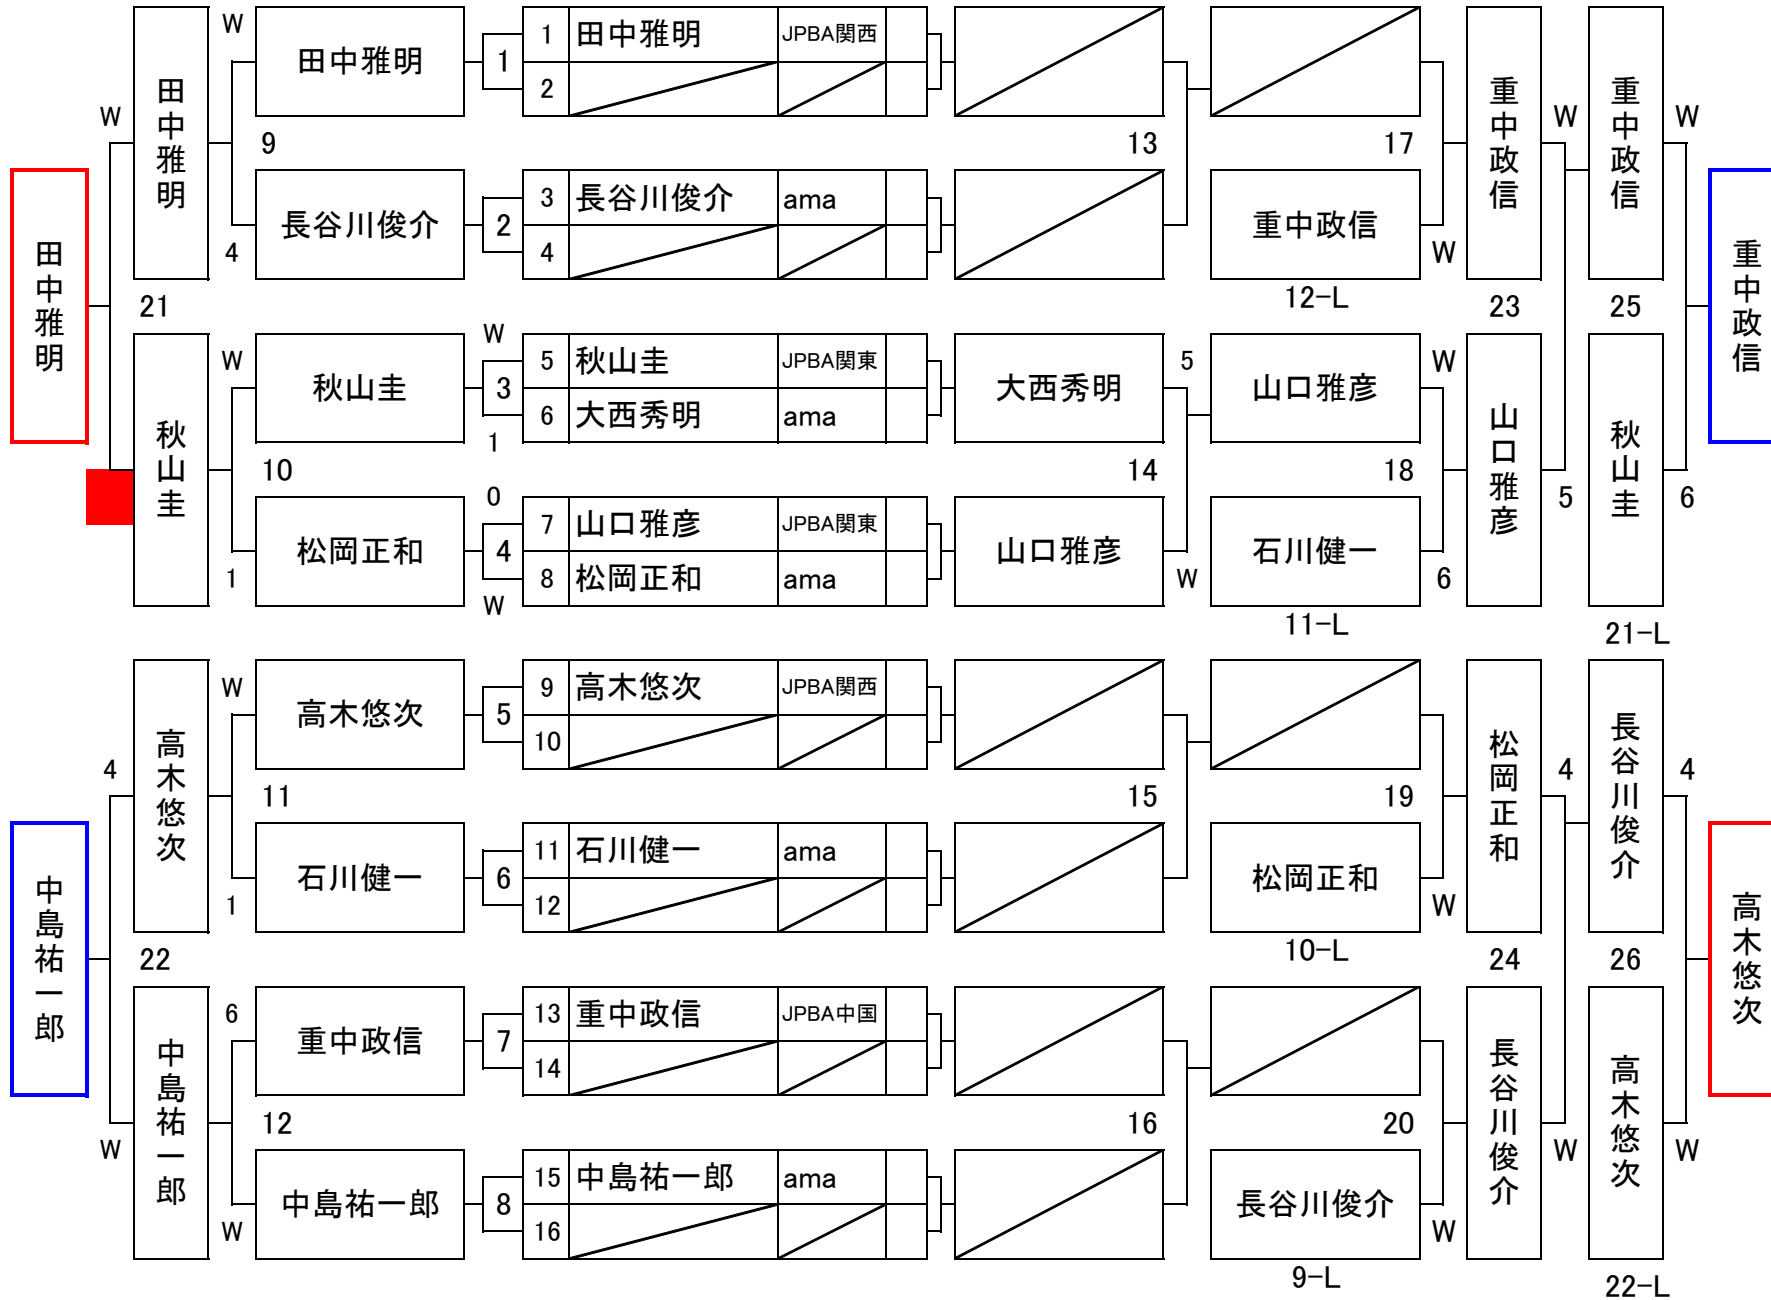 W
田中雅明
1
1 田中雅明 JPBA関西
2
田中雅明
W
9
13
17
重中政信
W
重中政信
W
長谷川俊介
4
2
3 長谷川俊介 ama
4
重中政信
W
田中雅明
21
12-L
23
25
重中政信
W
秋山圭
W
3
5 秋山圭 JPBA関東
6 大西秀明 ama
1
大西秀明
5
山口雅彦
W
秋山圭
10
14
18
山口雅彦
5
秋山圭
6
松岡正和
1
0
4
W
7 山口雅彦 JPBA関東
8 松岡正和 ama
山口雅彦
W
石川健一
6
11-L
21-L
W
高木悠次
5
9 高木悠次 JPBA関西
10
高木悠次
4
11
15
19
松岡正和
4
長谷川俊介
4
石川健一
1
6
11 石川健一 ama
12
松岡正和
W
中島祐一郎
22
10-L
24
26
高木悠次
6
重中政信
7
13 重中政信 JPBA中国
14
中島祐一郎
W
12
16
20
長谷川俊介
W
高木悠次
W
中島祐一郎
W
8
15 中島祐一郎 ama
16
長谷川俊介
W
9-L
22-L